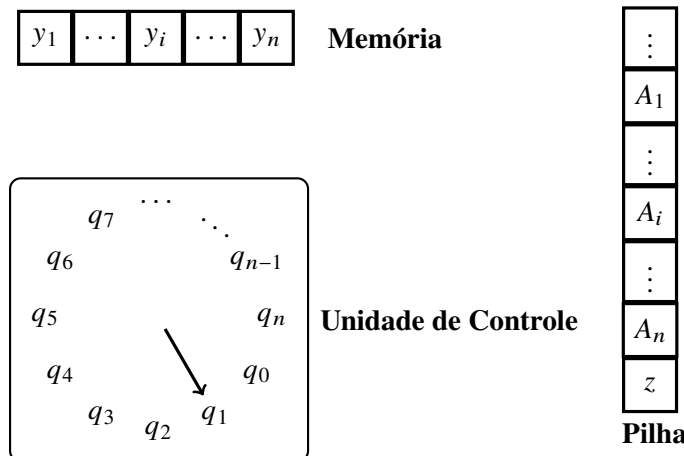 y₁ ⋯ yᵢ ⋯ yₙ Memória
⋮
A₁
⋮
Aᵢ
⋮
Aₙ
z
Pilha
⋯
q₇ ⋱
q₆ qₙ₋₁
q₅ qₙ Unidade de Controle
q₄ q₀
q₃ q₁
q₂